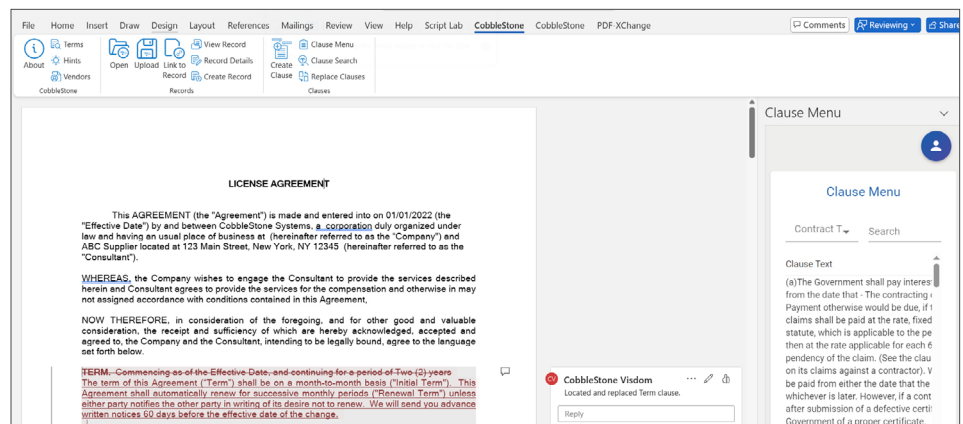 File Home Insert Draw Design Layout References Mailings Review View Help Script Lab CobbleStone CobbleStone PDF-XChange Comments Reviewing Share
About
Terms
Hints
Vendors
CobbleStone
Open Upload Link to Record
View Record
Record Details
Create Record
Records
Create Clause
Clause Menu
Clause Search
Replace Clauses
Clauses
LICENSE AGREEMENT
This AGREEMENT (the "Agreement") is made and entered into on 01/01/2022 (the
"Effective Date") by and between CobbleStone Systems, a corporation duly organized under
law and having an usual place of business at (hereinafter referred to as the "Company") and
ABC Supplier located at 123 Main Street, New York, NY 12345 (hereinafter referred to as the
"Consultant").
WHEREAS, the Company wishes to engage the Consultant to provide the services described
herein and Consultant agrees to provide the services for the compensation and otherwise in may
not assigned accordance with conditions contained in this Agreement,
NOW THEREFORE, in consideration of the foregoing, and for other good and valuable
consideration, the receipt and sufficiency of which are hereby acknowledged, accepted and
agreed to, the Company and the Consultant, intending to be legally bound, agree to the language
set forth below.
TERM. Commencing as of the Effective Date, and continuing for a period of Two (2) years
The term of this Agreement ("Term") shall be on a month-to-month basis ("Initial Term"). This
Agreement shall automatically renew for successive monthly periods ("Renewal Term") unless
either party notifies the other party in writing of its desire not to renew. We will send you advance
written notices 60 days before the effective date of the change.
CV CobbleStone Visdom
Located and replaced Term clause.
Reply
Clause Menu
Clause Menu
Contract T
Search
Clause Text
(a)The Government shall pay interes
from the date that - The contracting
Payment otherwise would be due, if
claims shall be paid at the rate, fixed
statute, which is applicable to the pe
then at the rate applicable for each 6
pendency of the claim. (See the clau
on its claims against a contractor).
be paid from either the date that the
whichever is later. However, if a cont
after submission of a defective certi
Government of a proper certificate.